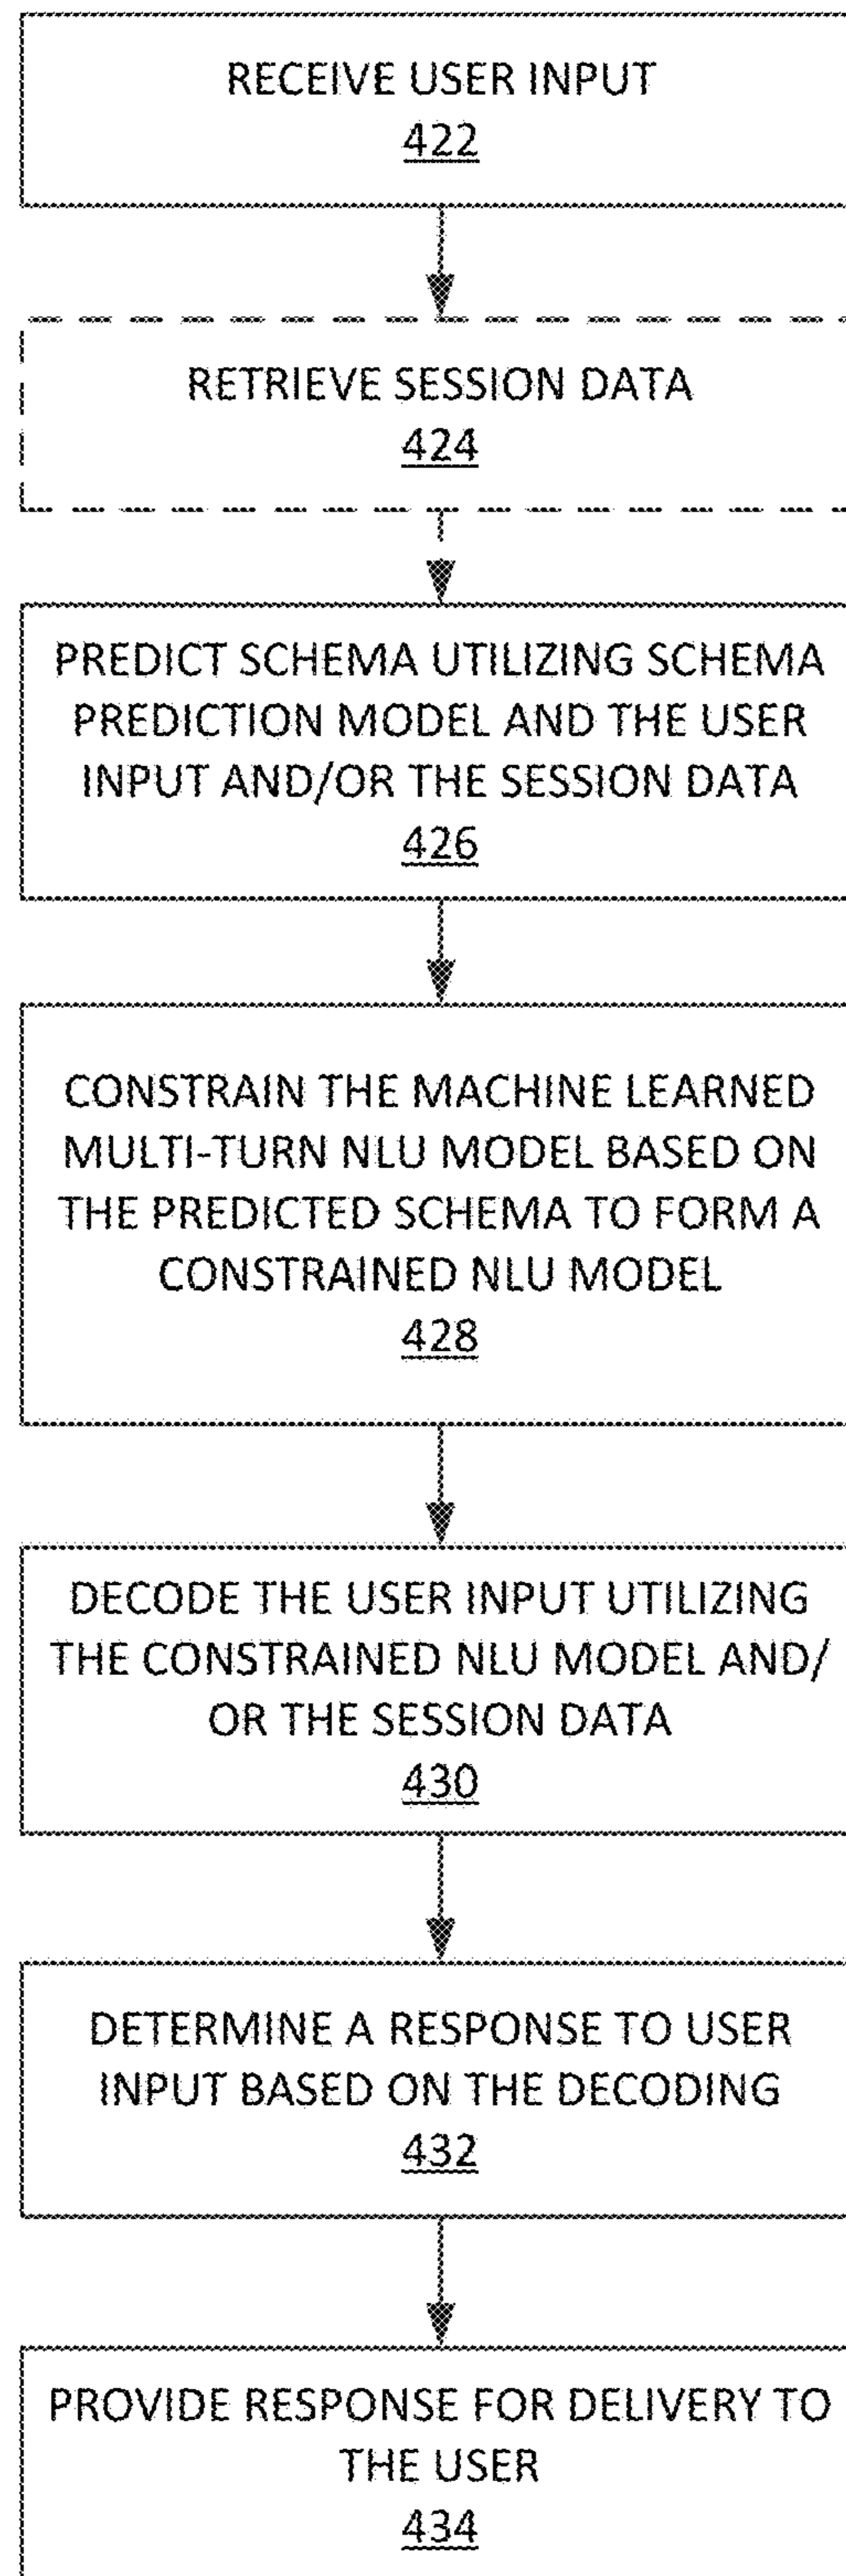 RECEIVE USER INPUT
422
RETRIEVE SESSION DATA
424
PREDICT SCHEMA UTILIZING SCHEMA
PREDICTION MODEL AND THE USER
INPUT AND/OR THE SESSION DATA
426
CONSTRAIN THE MACHINE LEARNED
MULTI-TURN NLU MODEL BASED ON
THE PREDICTED SCHEMA TO FORM A
CONSTRAINED NLU MODEL
428
DECODE THE USER INPUT UTILIZING
THE CONSTRAINED NLU MODEL AND/
OR THE SESSION DATA
430
DETERMINE A RESPONSE TO USER
INPUT BASED ON THE DECODING
432
PROVIDE RESPONSE FOR DELIVERY TO
THE USER
434